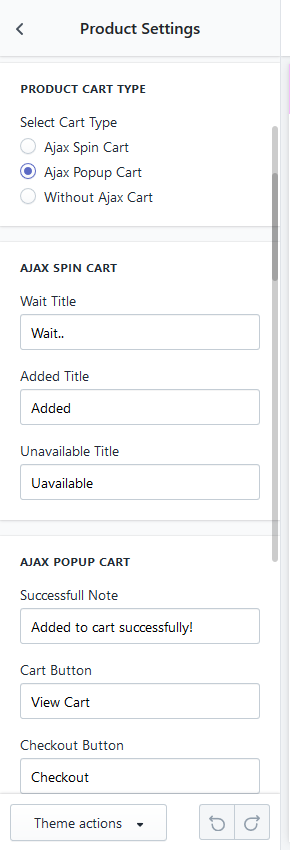 Product Settings
PRODUCT CART TYPE
Select Cart Type
Ajax Spin Cart
Ajax Popup Cart
Without Ajax Cart
AJAX SPIN CART
Wait Title
Wait..
Added Title
Added
Unavailable Title
Uavailable
AJAX POPUP CART
Successfull Note
Added to cart successfully!
Cart Button
View Cart
Checkout Button
Checkout
Theme actions